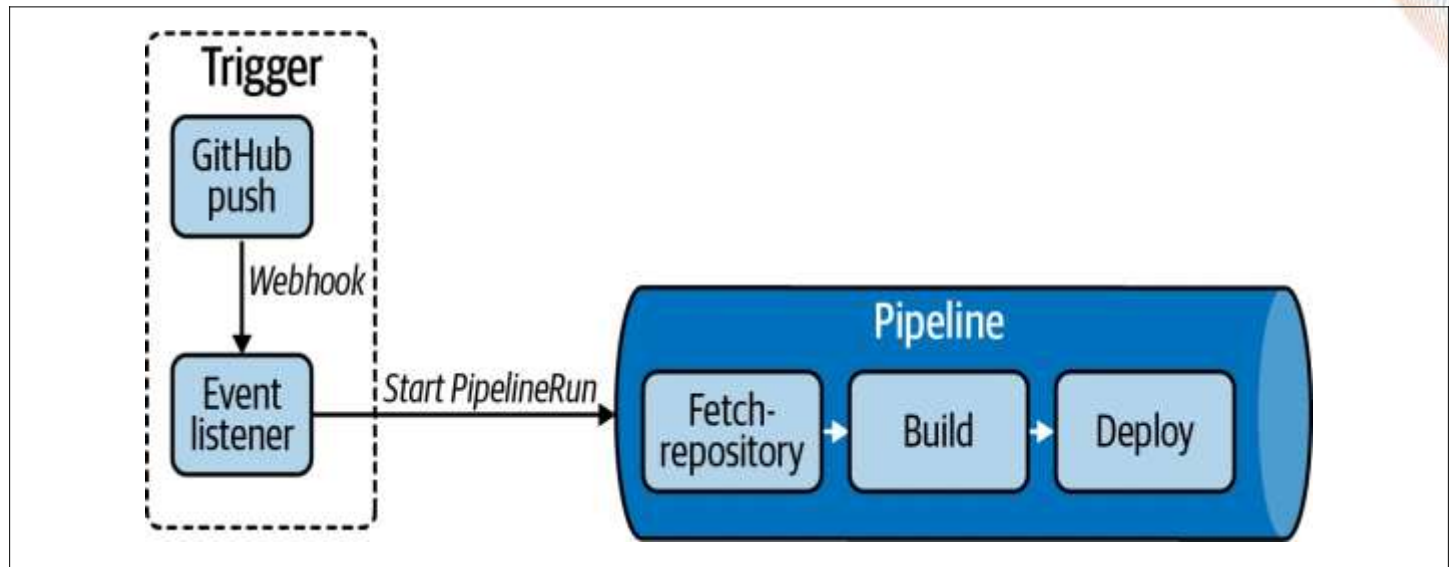 Trigger
GitHub
push
Webhook
Event
listener
Start PipelineRun
Pipeline
Fetch-
repository
Build
Deploy